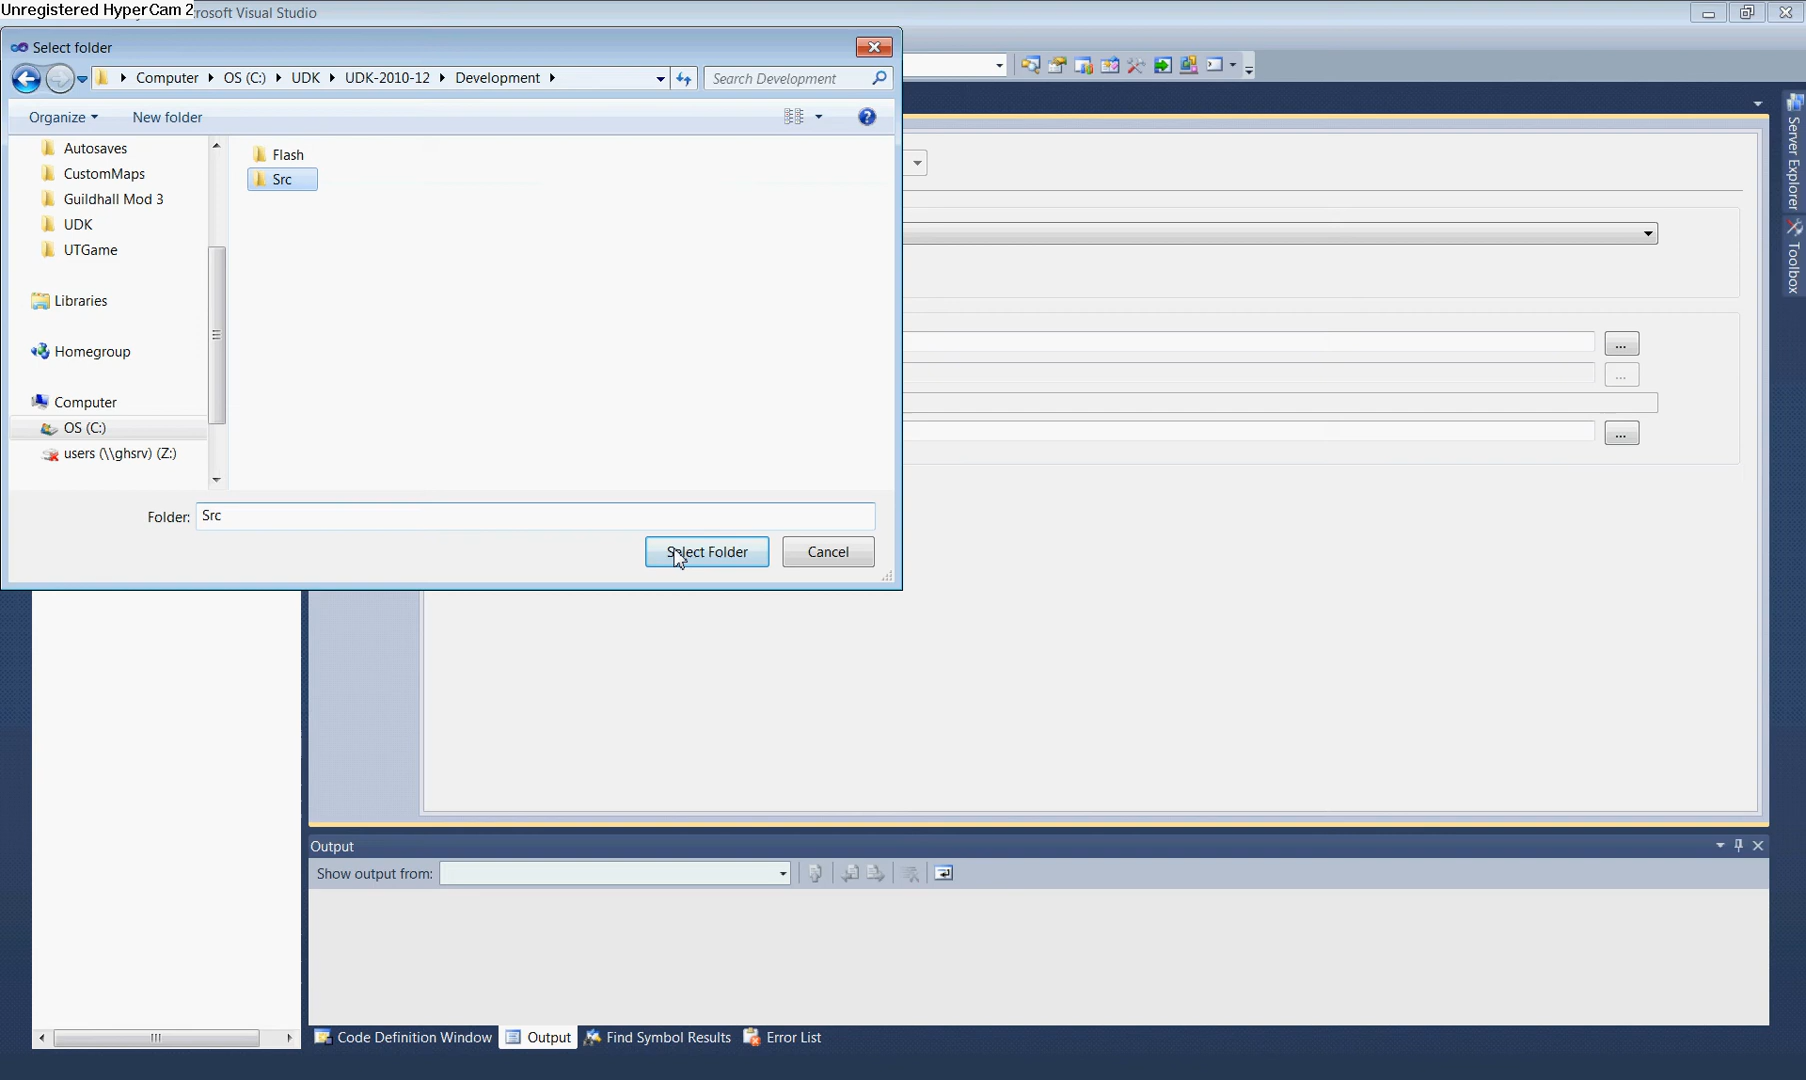 Unregistered HyperCam 2
rosoft Visual Studio
Select folder
Computer OS (C:) UDK UDK-2010-12 Development
Search Development
Organize
New folder
Autosaves
CustomMaps
Guildhall Mod 3
UDK
UTGame
Libraries
Homegroup
Computer
OS (C:)
users (\\ghsrv) (Z:)
Flash
Src
Folder: Src
Select Folder
Cancel
...
...
...
Server Explorer
Toolbox
Output
Show output from:
Code Definition Window
Output
Find Symbol Results
Error List